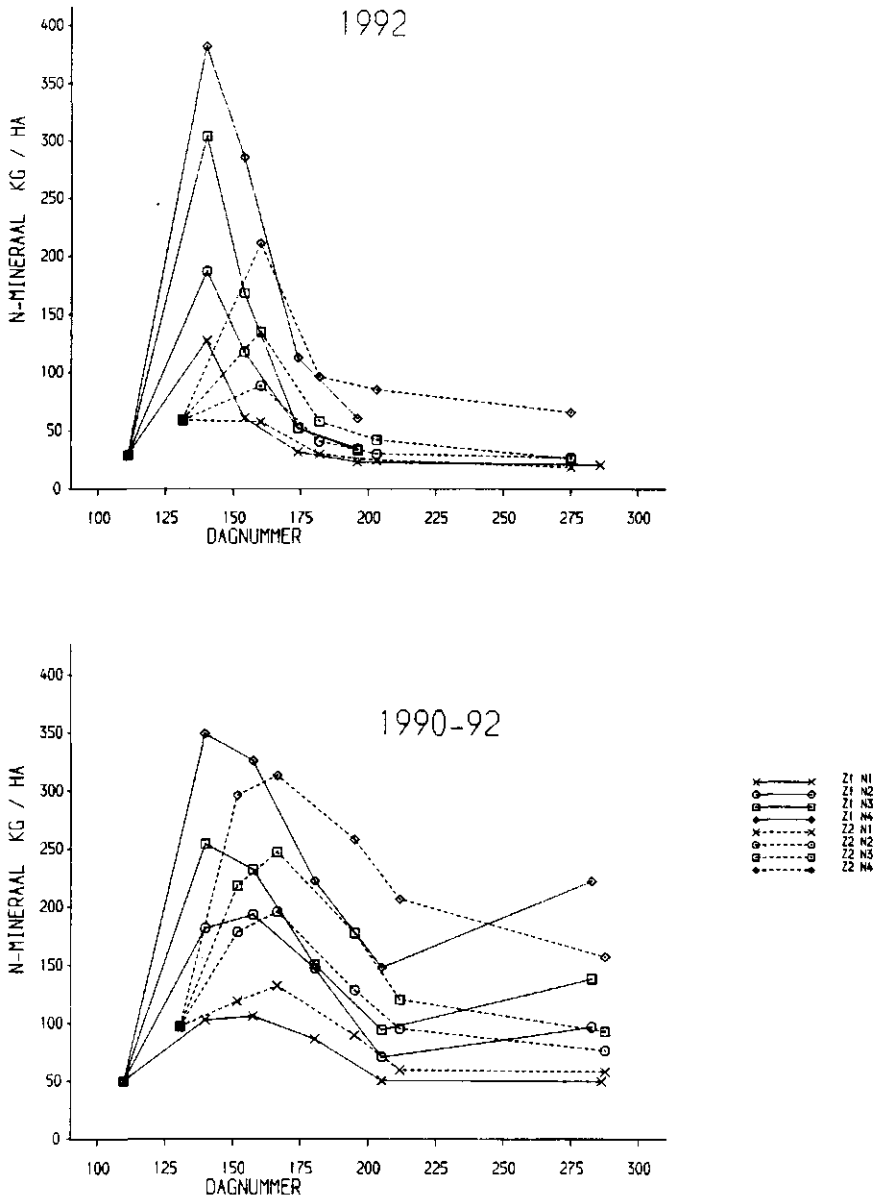 1992
N-MINERAAL KG / HA
400
350
300
250
200
150
100
50
0
100 125 150 175 200 225 250 275 300
DAGNUMMER
1990-92
N-MINERAAL KG / HA
400
350
300
250
200
150
100
50
0
100 125 150 175 200 225 250 275 300
DAGNUMMER
Z1 N1
Z1 N2
Z1 N3
Z1 N4
Z2 N1
Z2 N2
Z2 N3
Z2 N4